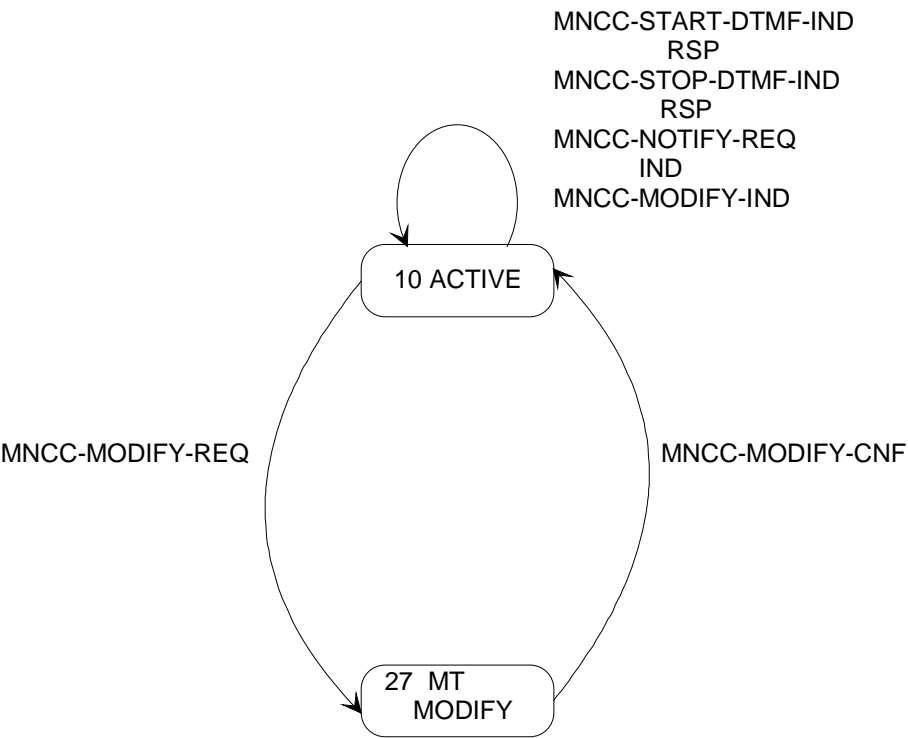 MNCC-START-DTMF-IND
RSP
MNCC-STOP-DTMF-IND
RSP
MNCC-NOTIFY-REQ
IND
MNCC-MODIFY-IND
10 ACTIVE
MNCC-MODIFY-REQ
MNCC-MODIFY-CNF
27 MT
MODIFY